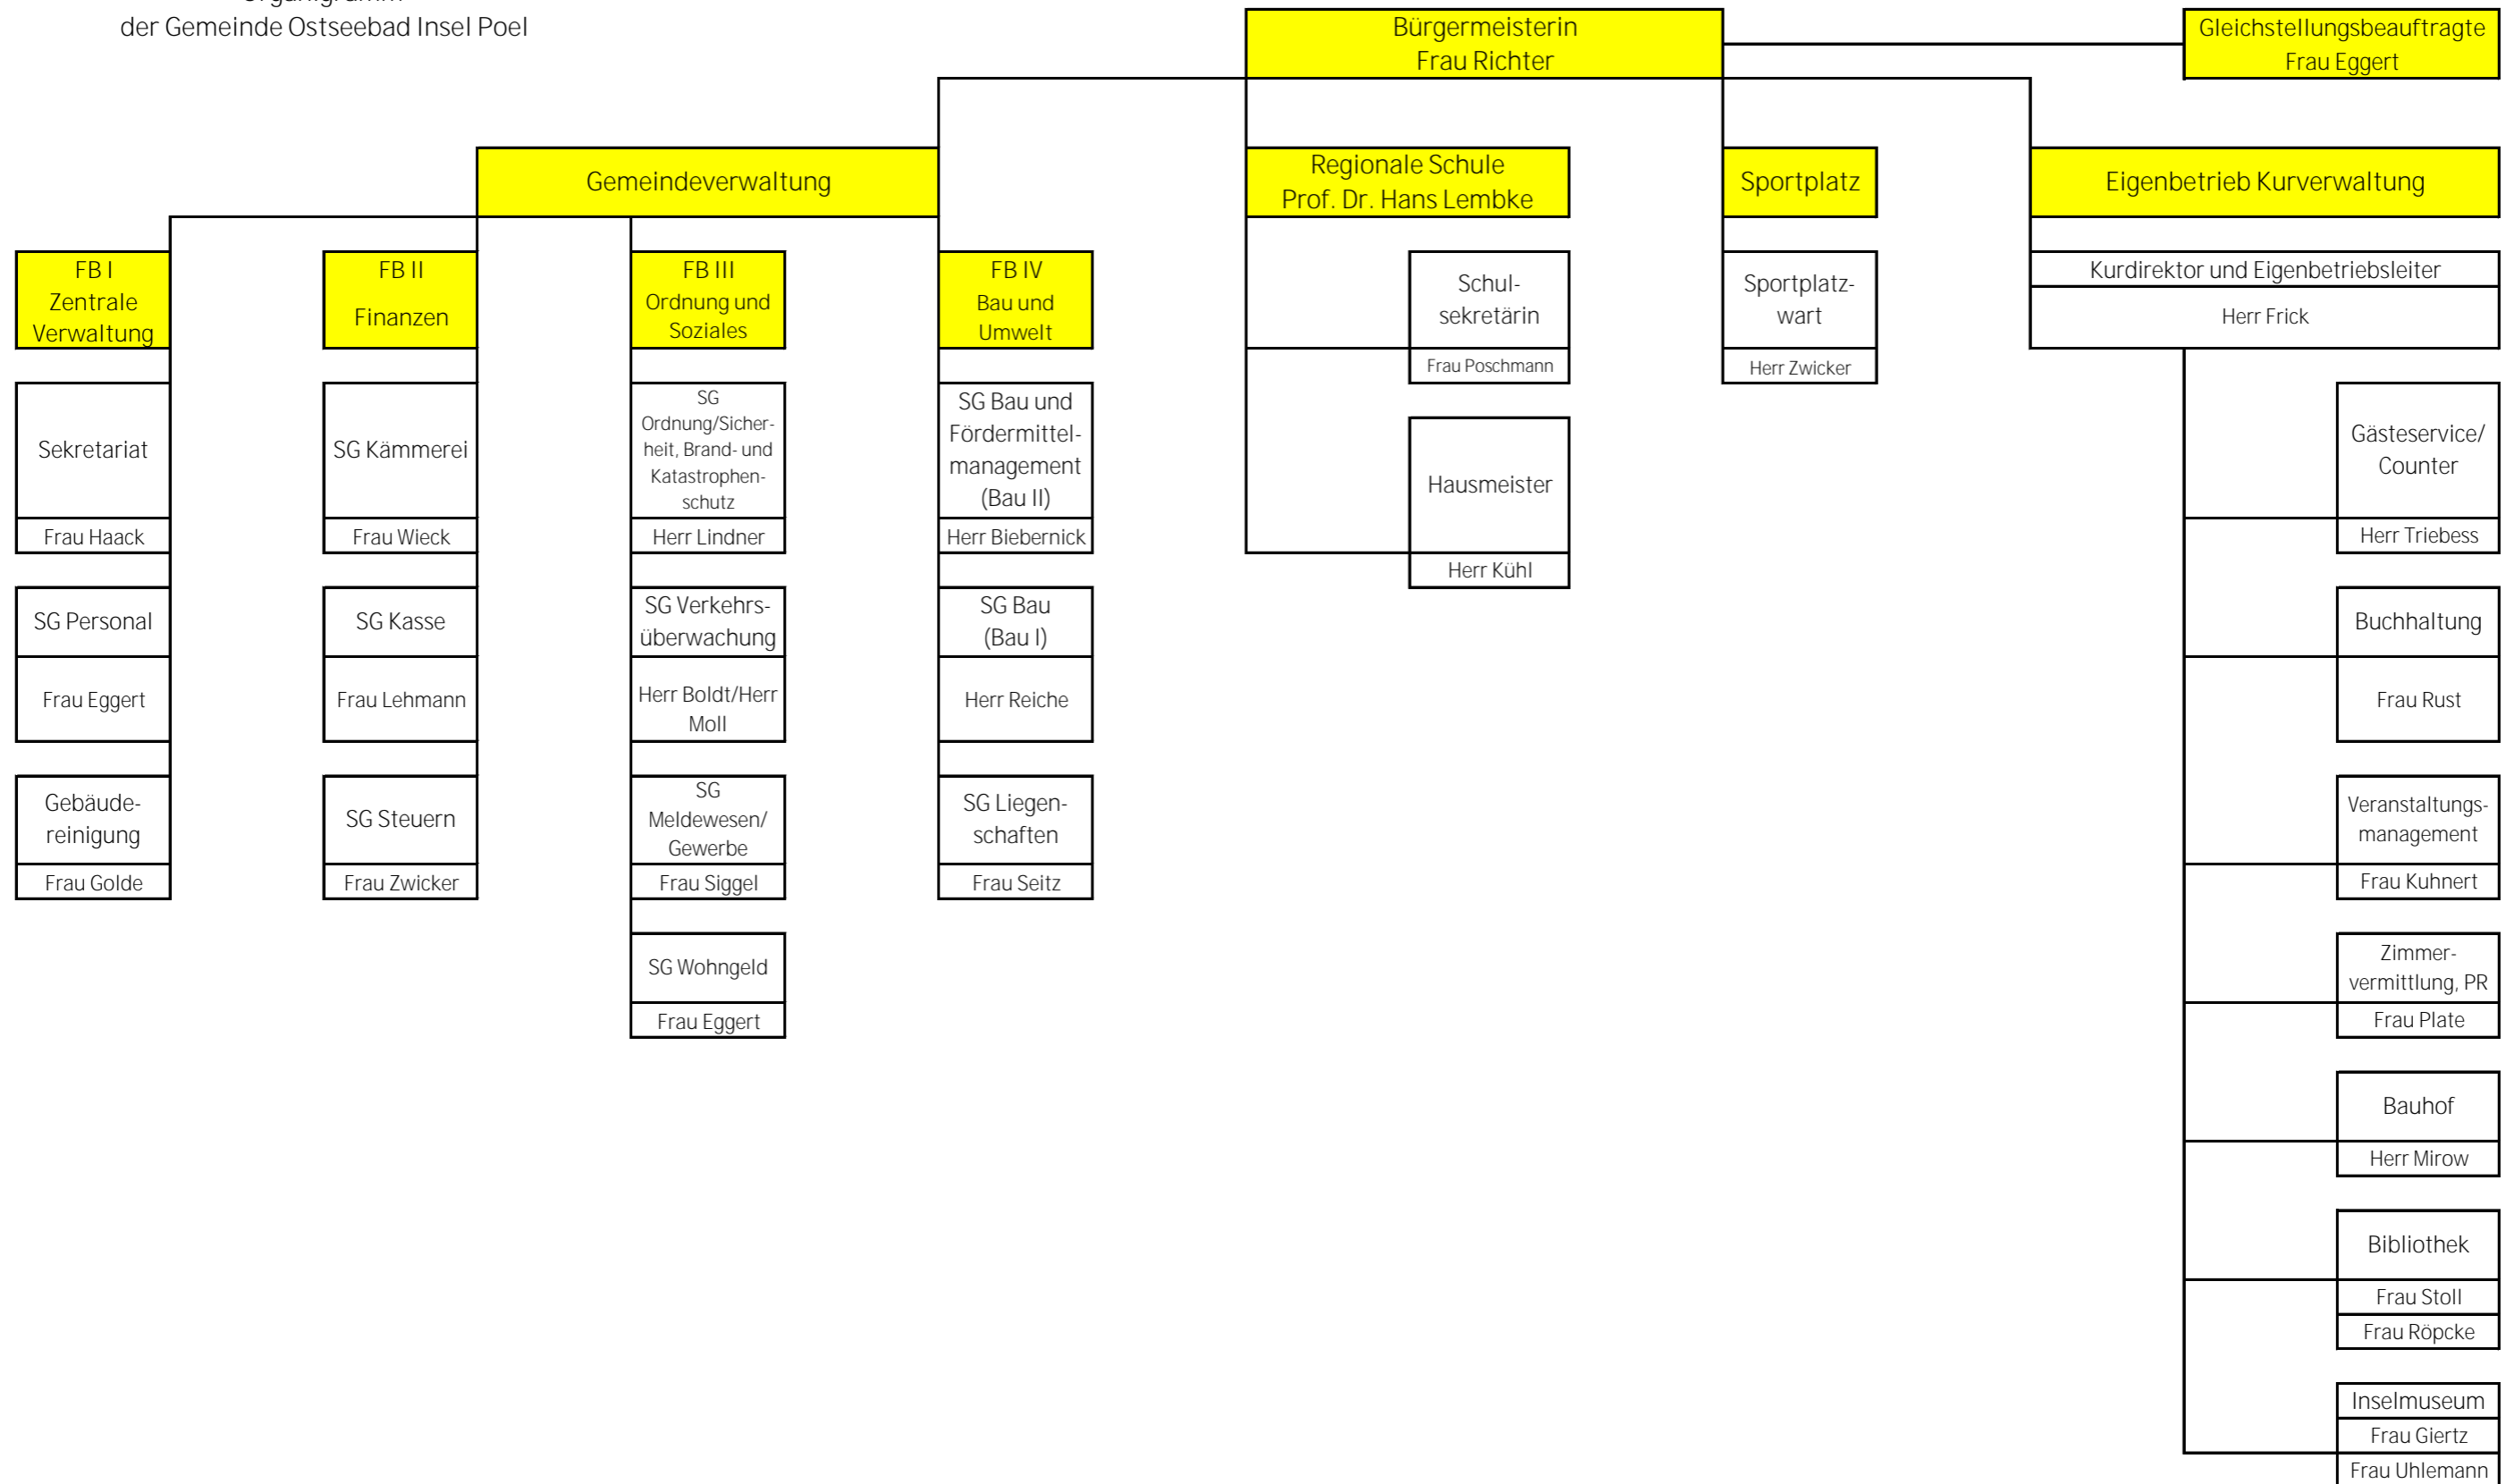 Organigramm
der Gemeinde Ostseebad Insel Poel
Bürgermeisterin
Frau Richter
Gleichstellungsbeauftragte
Frau Eggert
Gemeindeverwaltung
Regionale Schule
Prof. Dr. Hans Lembke
Sportplatz
Eigenbetrieb Kurverwaltung
FB I
Zentrale
Verwaltung
Sekretariat
Frau Haack
SG Personal
Frau Eggert
Gebäude-
reinigung
Frau Golde
FB II
Finanzen
SG Kämmerei
Frau Wieck
SG Kasse
Frau Lehmann
SG Steuern
Frau Zwicker
FB III
Ordnung und
Soziales
SG
Ordnung/Sicher-
heit, Brand- und
Katastrophen-
schutz
Herr Lindner
SG Verkehrs-
überwachung
Herr Boldt/Herr
Moll
SG
Meldewesen/
Gewerbe
Frau Siggel
SG Wohngeld
Frau Eggert
FB IV
Bau und
Umwelt
SG Bau und
Fördermittel-
management
(Bau II)
Herr Biebernick
SG Bau
(Bau I)
Herr Reiche
SG Liegen-
schaften
Frau Seitz
Schul-
sekretärin
Frau Poschmann
Hausmeister
Herr Kühl
Sportplatz-
wart
Herr Zwicker
Kurdirektor und Eigenbetriebsleiter
Herr Frick
Gästeservice/
Counter
Herr Triebess
Buchhaltung
Frau Rust
Veranstaltungs-
management
Frau Kuhnert
Zimmer-
vermittlung, PR
Frau Plate
Bauhof
Herr Mirow
Bibliothek
Frau Stoll
Frau Röpcke
Inselmuseum
Frau Giertz
Frau Uhlemann